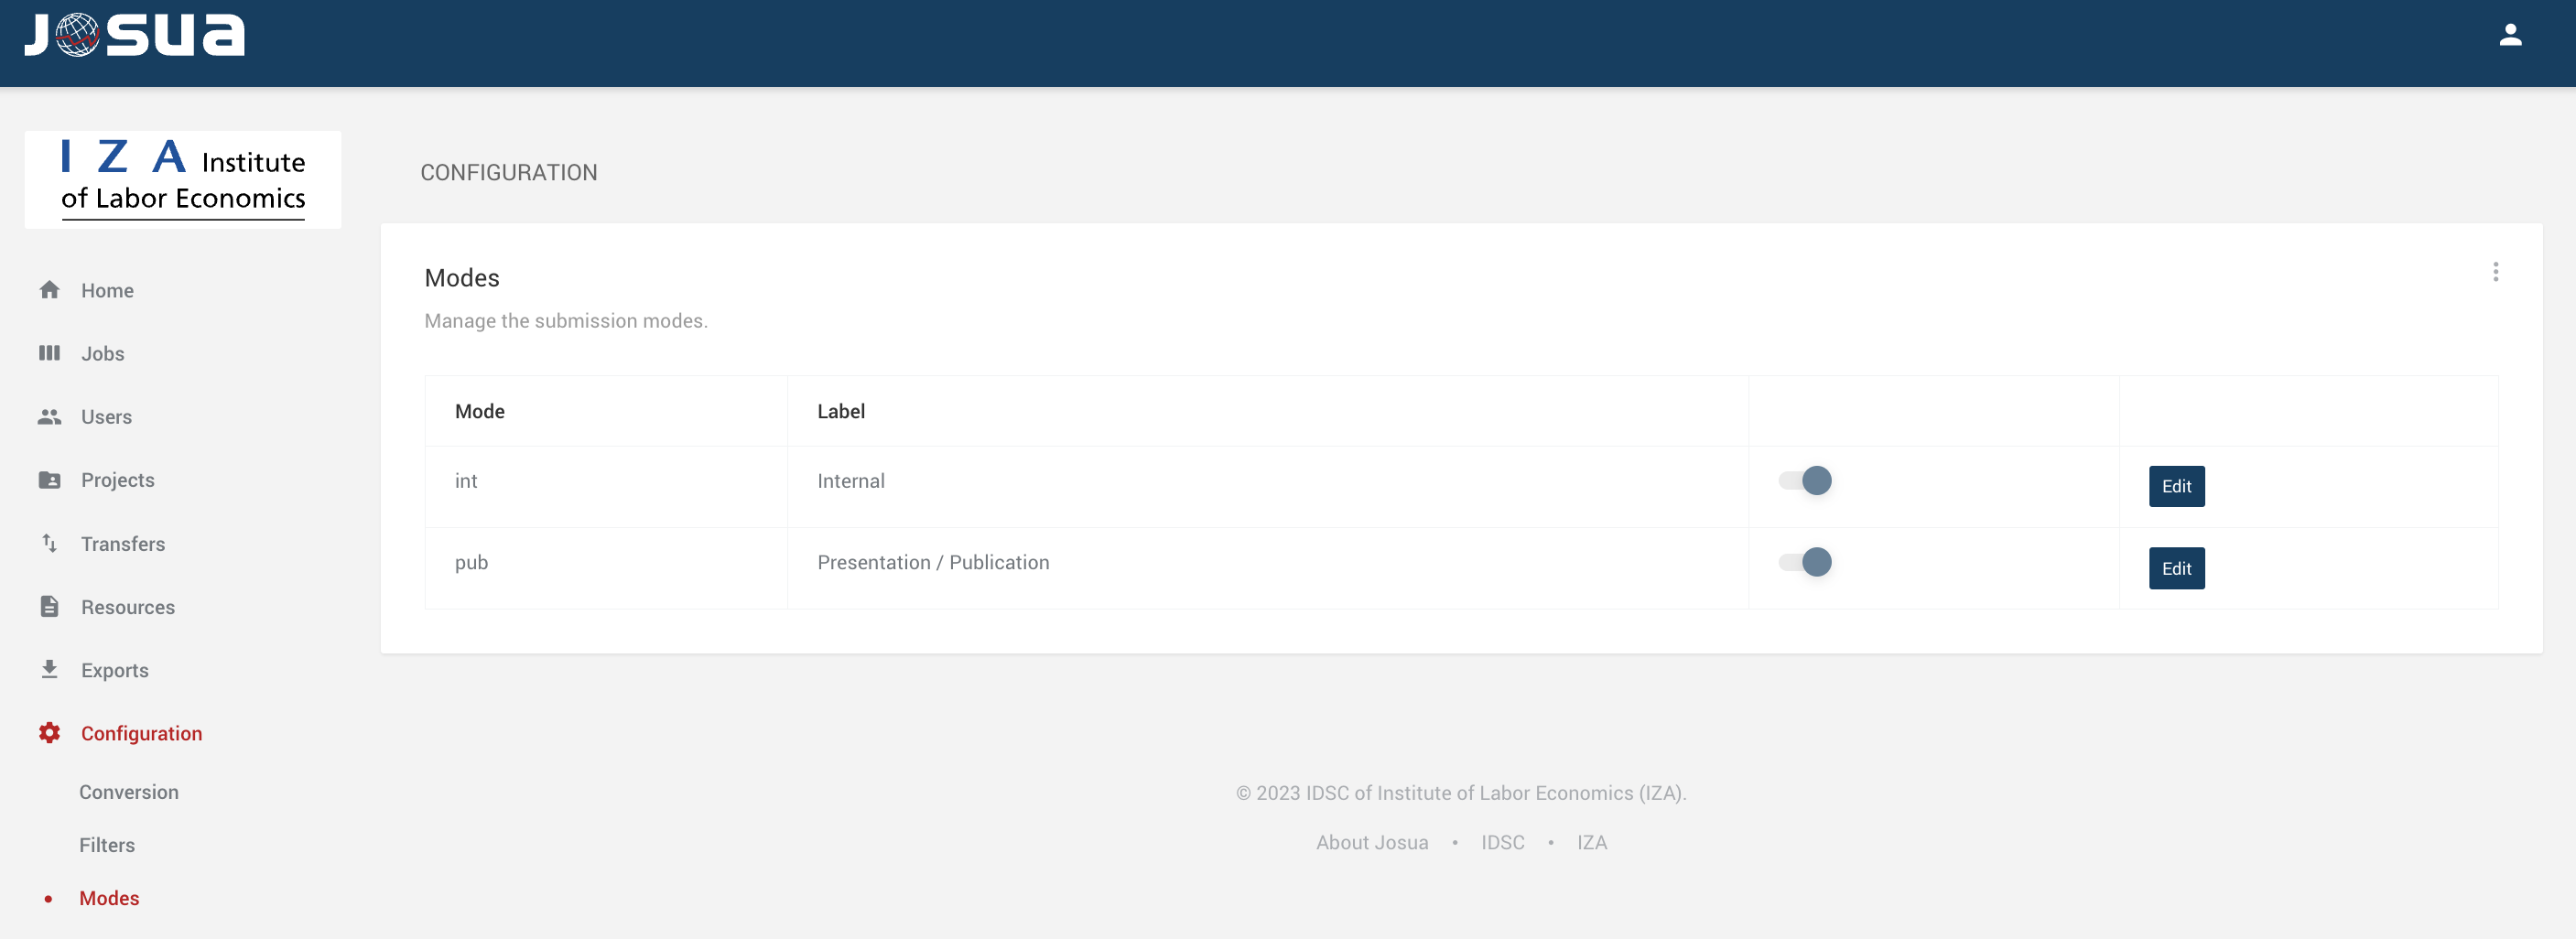 Josua
IZA Institute
of Labor Economics
Home
Jobs
Users
Projects
Transfers
Resources
Exports
Configuration
Conversion
Filters
• Modes
CONFIGURATION
Modes
Manage the submission modes.
Mode Label
int Internal Edit
pub Presentation / Publication Edit
© 2023 IDSC of Institute of Labor Economics (IZA).
About Josua • IDSC • IZA